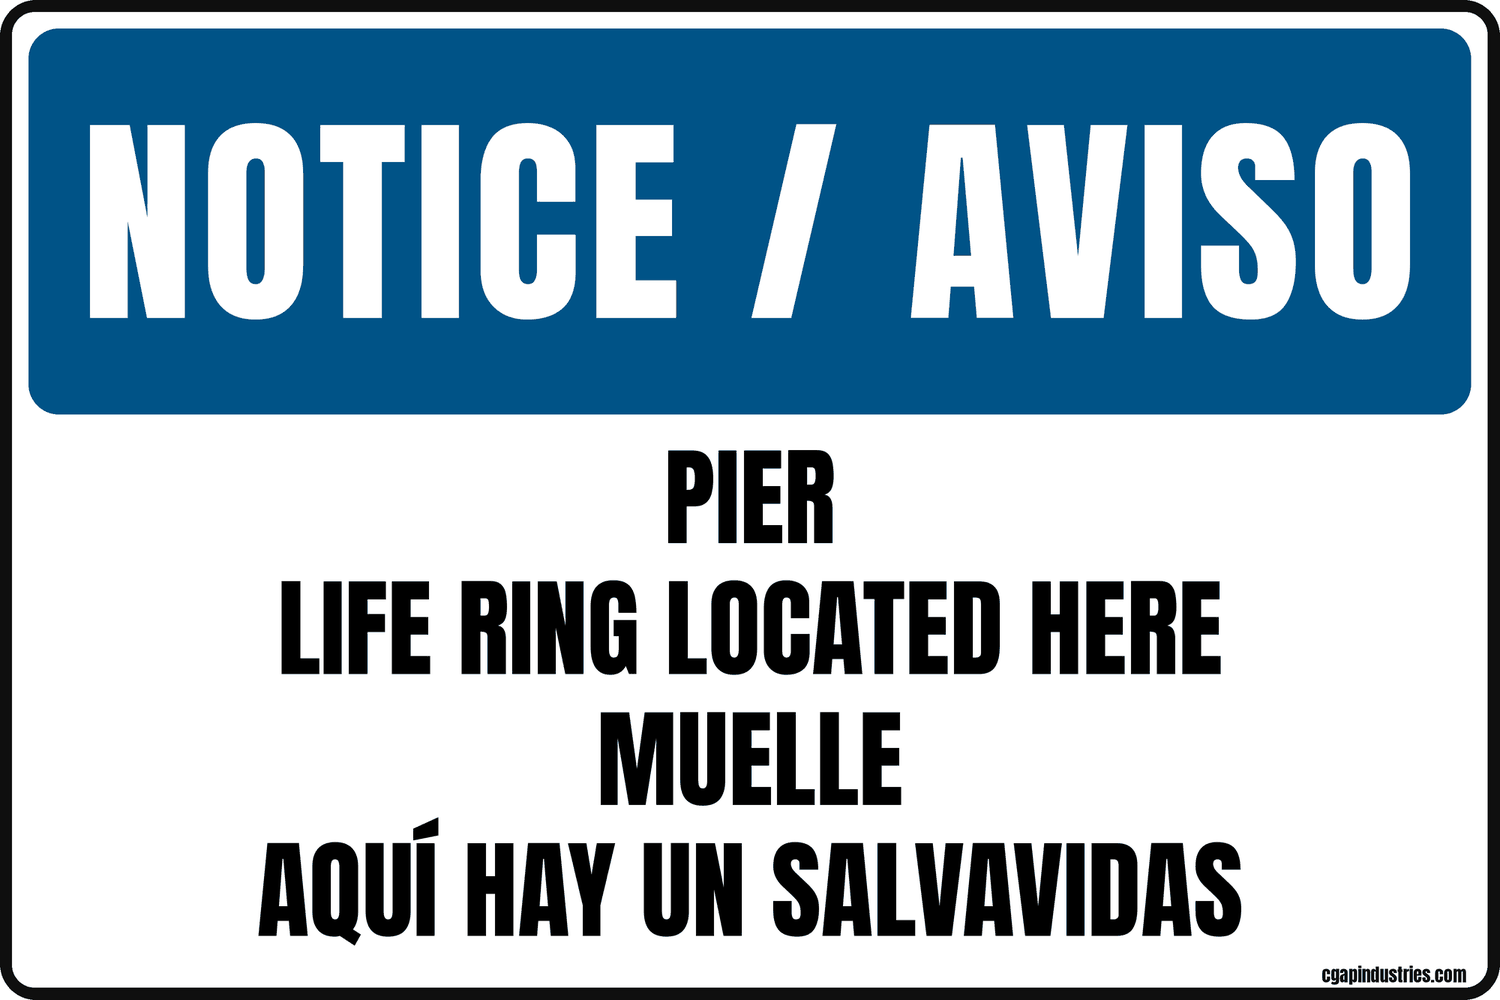 NOTICE / AVISO
PIER
LIFE RING LOCATED HERE
MUELLE
AQUÍ HAY UN SALVAVIDAS
cgapindustries.com